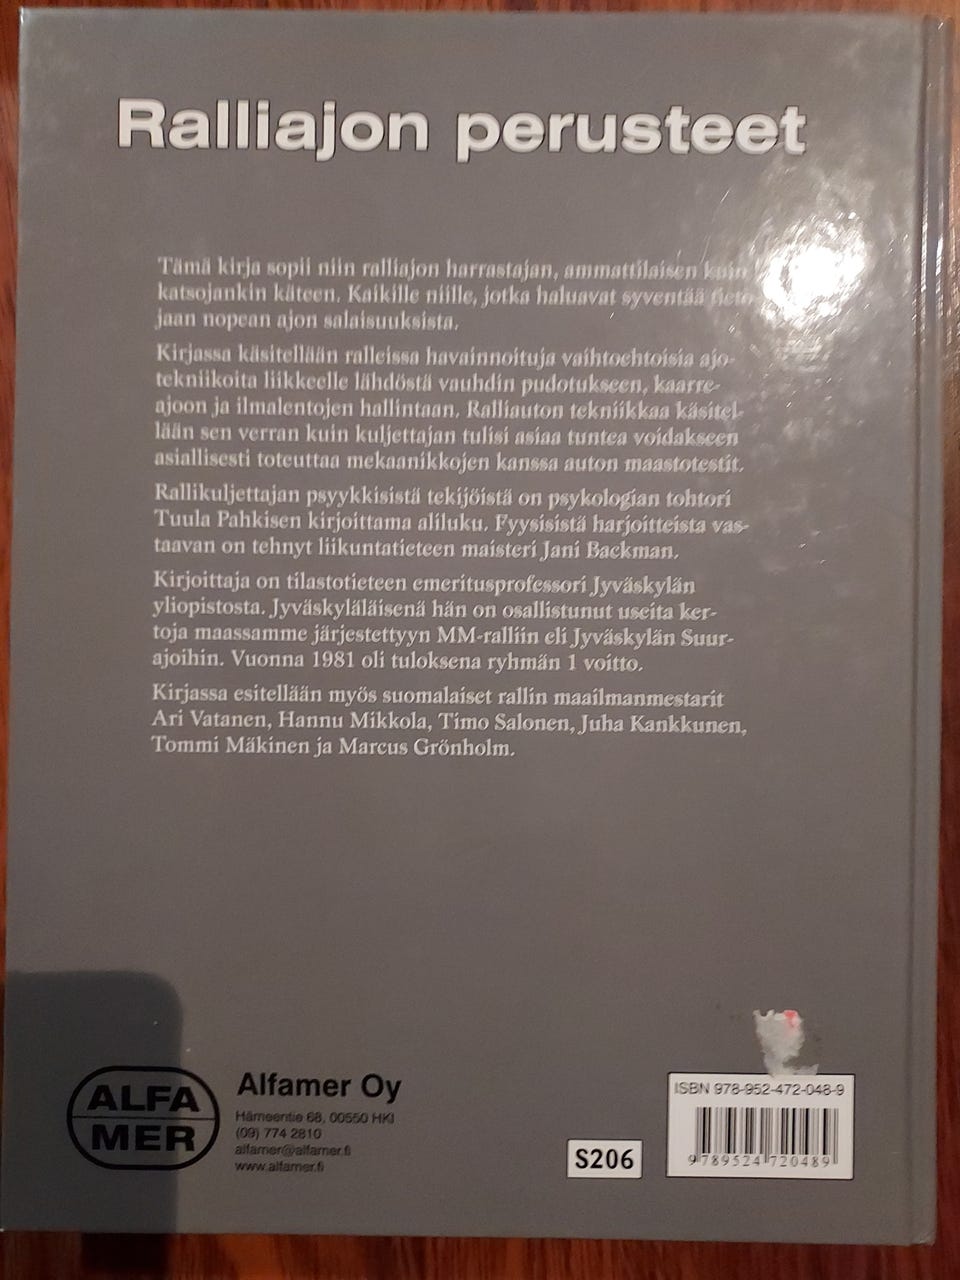 Ralliajon perusteet
Tämä kirja sopii niin ralliajon harrastajan, ammattilaisen kuin
katsojankin käteen. Kaikille niille, jotka haluavat syventää tieto
jaan nopean ajon salaisuuksista.
Kirjassa käsitellään ralleissa havainnoituja vaihtoehtoisia ajo-
tekniikoita liikkeelle lähdöstä vauhdin pudotukseen, kaarre-
ajoon ja ilmalentojen hallintaan. Ralliauton tekniikkaa käsitel-
lään sen verran kuin kuljettajan tulisi asiaa tuntea voidakseen
asiallisesti toteuttaa mekaanikkojen kanssa auton maastotestit.
Rallikuljettajan psyykkisistä tekijöistä on psykologian tohtori
Tuula Pahkisen kirjoittama aliluku. Fyysisistä harjoitteista vas-
taavan on tehnyt liikuntatieteen maisteri Jani Backman.
Kirjoittaja on tilastotieteen emeritusprofessori Jyväskylän
yliopistosta. Jyväskyläläisenä hän on osallistunut useita ker-
toja maassamme järjestettyyn MM-ralliin eli Jyväskylän Suur-
ajoihin. Vuonna 1981 oli tuloksena ryhmän 1 voitto.
Kirjassa esitellään myös suomalaiset rallin maailmanmestarit
Ari Vatanen, Hannu Mikkola, Timo Salonen, Juha Kankkunen,
Tommi Mäkinen ja Marcus Grönholm.
ALFA
MER
Alfamer Oy
Hämeentie 68, 00550 HKI
(09) 774 2810
alfamer@alfamer.fi
www.alfamer.fi
S206
ISBN 978-952-472-048-9
9 789524 720489